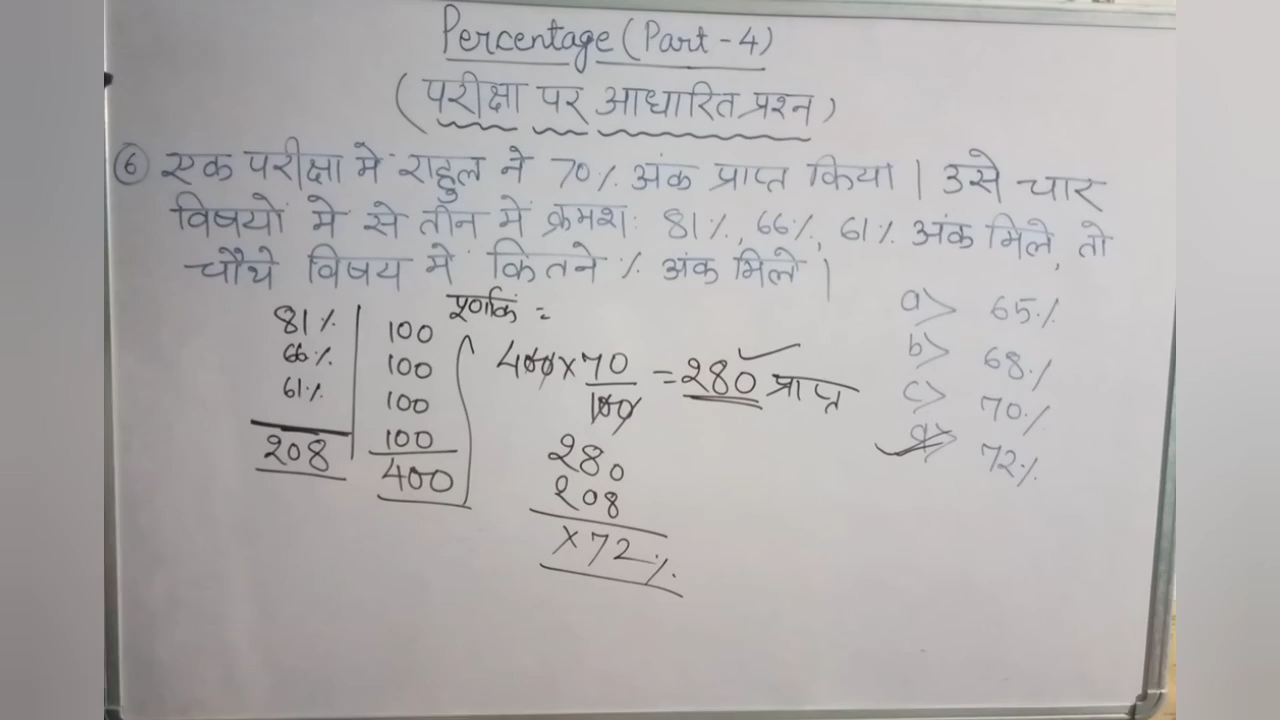 Percentage (Part - 4)
(परीक्षा पर आधारित प्रश्न)
⑥ एक परीक्षा में राहुल ने 70% अंक प्राप्त किया । उसे चार
विषयों में से तीन में क्रमशः 81%, 66%, 61% अंक मिले, तो
चौथे विषय में कितने % अंक मिले ।
81%
66%
61%
208
100
100
100
100
400
पूर्णांक =
400 × 70 / 100 = 280 प्राप्त
280
208
×72%
a> 65%
b> 68%
c> 70%
d> 72%